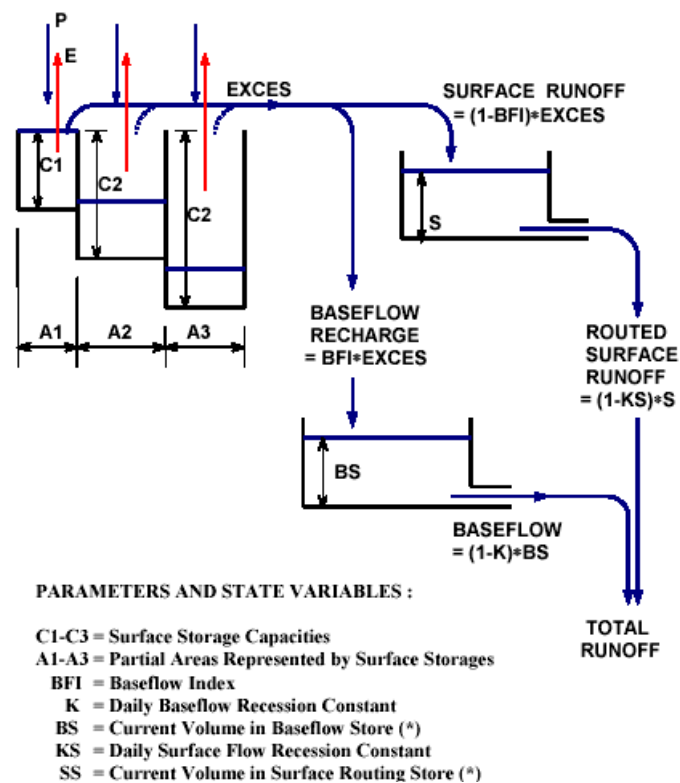 P
E
EXCES
SURFACE RUNOFF
= (1-BFI)*EXCES
C1
C2
C2
S
A1
A2
A3
BASEFLOW
RECHARGE
= BFI*EXCES
ROUTED
SURFACE
RUNOFF
= (1-KS)*S
BS
BASEFLOW
= (1-K)*BS
TOTAL
RUNOFF
PARAMETERS AND STATE VARIABLES :
C1-C3 = Surface Storage Capacities
A1-A3 = Partial Areas Represented by Surface Storages
BFI = Baseflow Index
K = Daily Baseflow Recession Constant
BS = Current Volume in Baseflow Store (*)
KS = Daily Surface Flow Recession Constant
SS = Current Volume in Surface Routing Store (*)